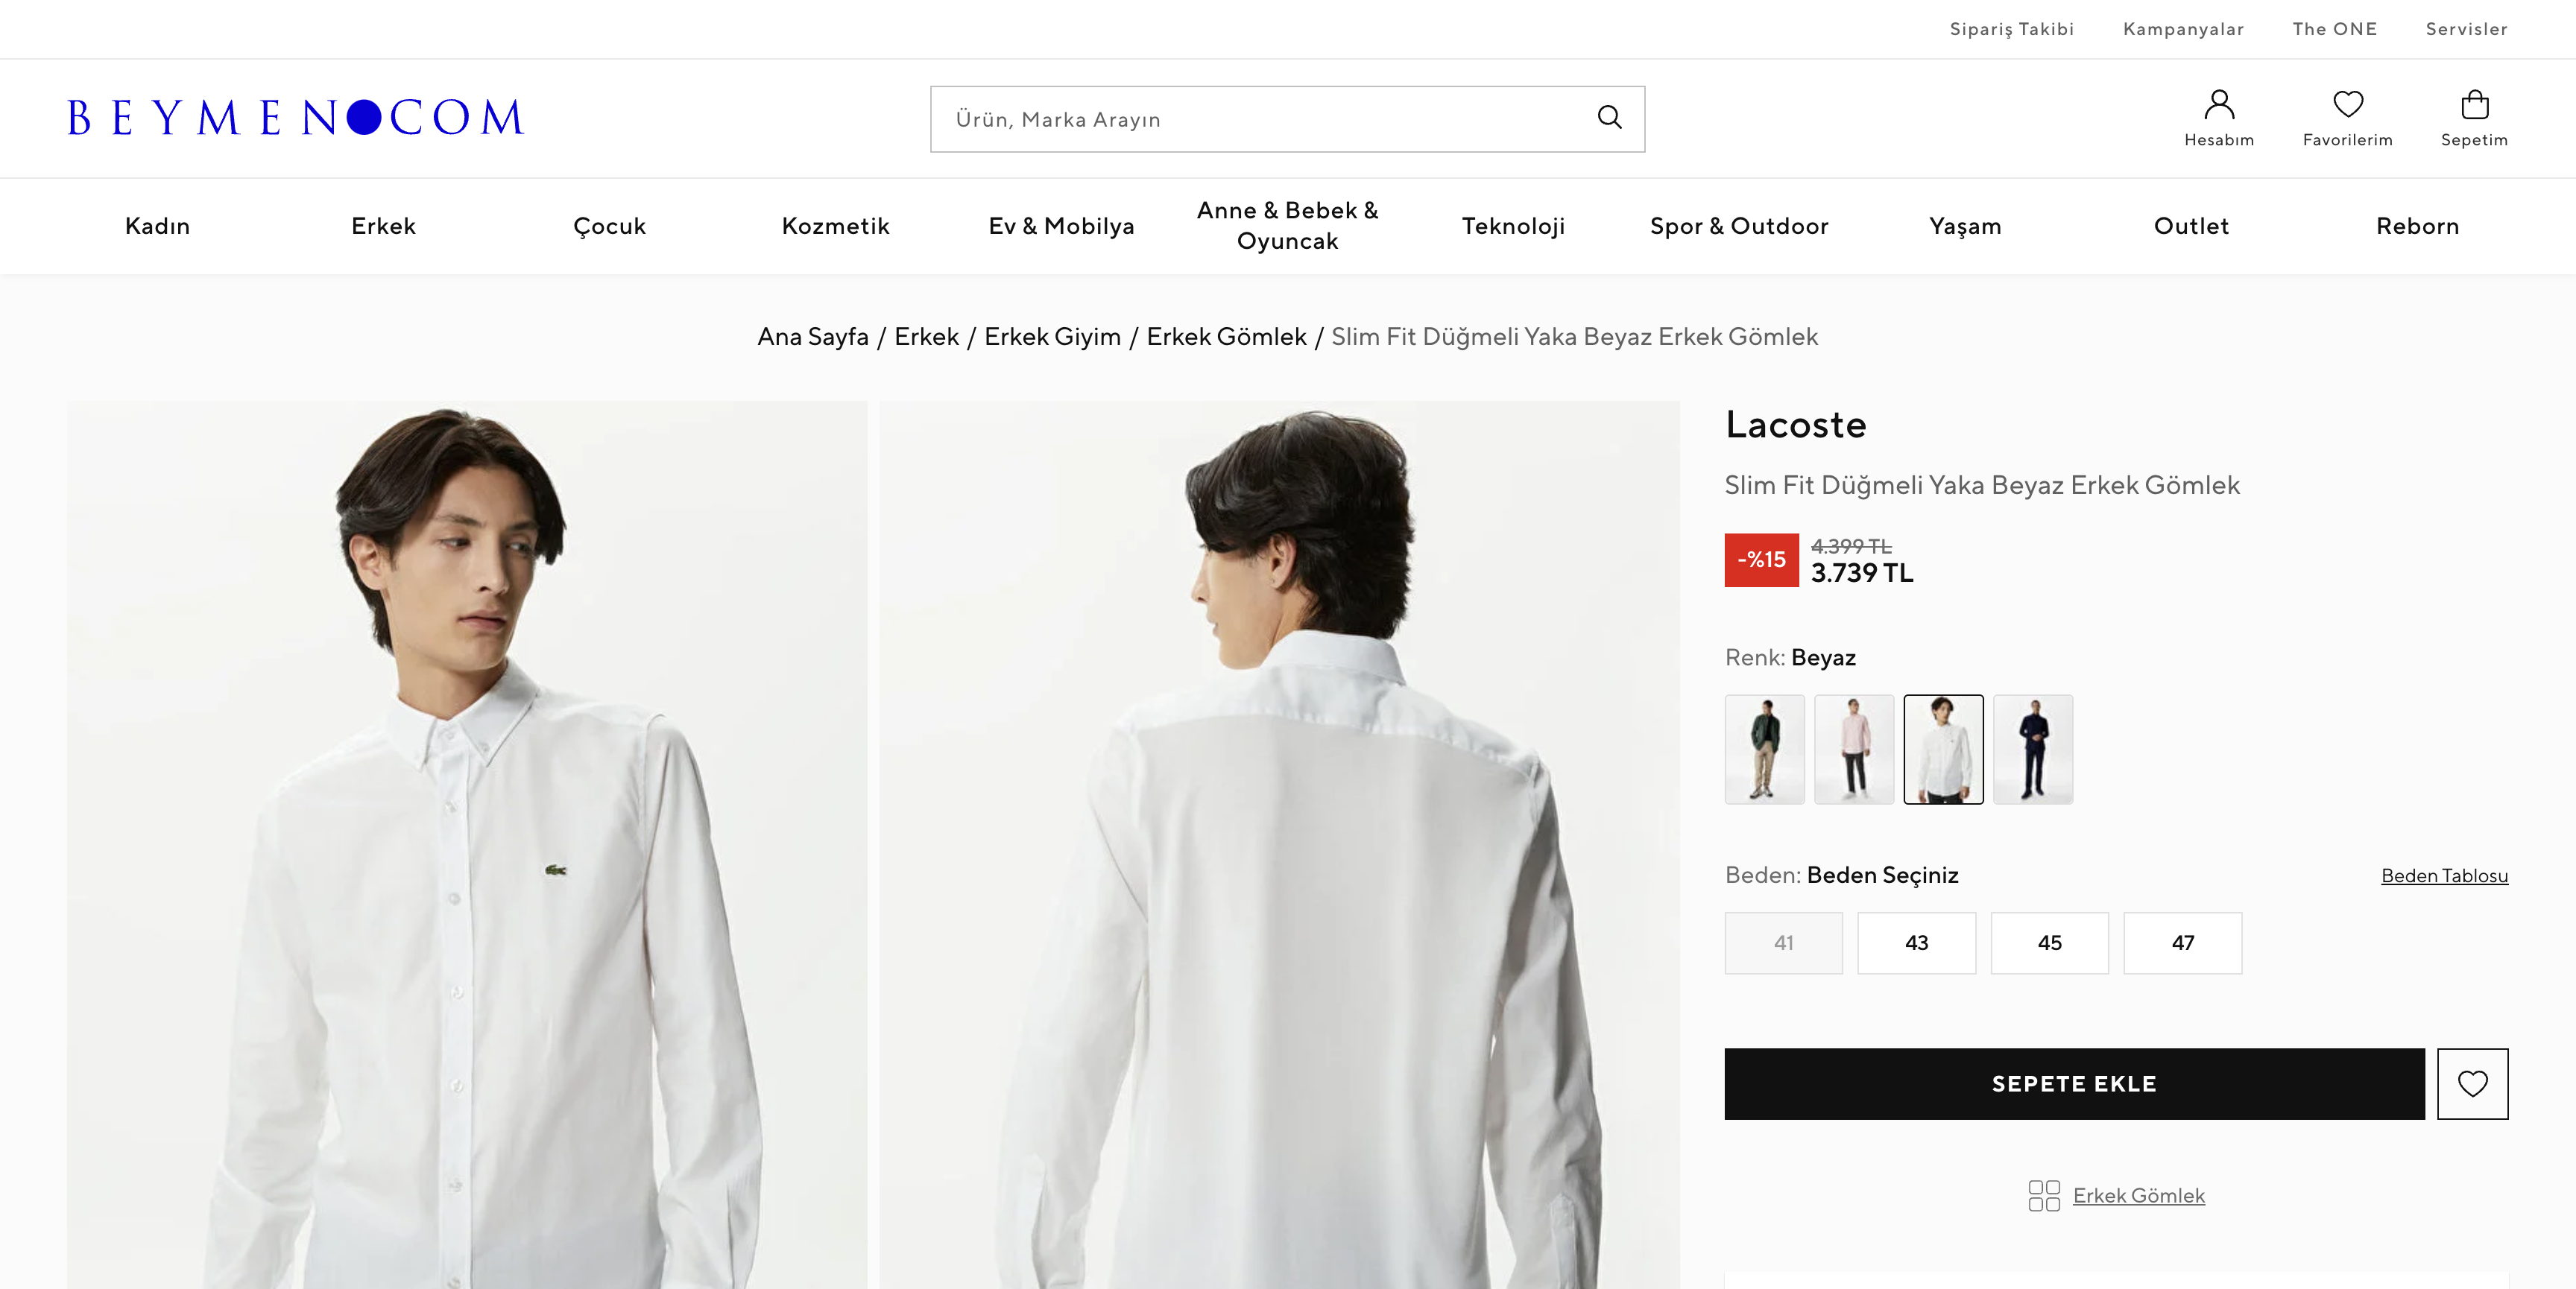 Sipariş Takibi Kampanyalar The ONE Servisler
BEYMEN COM
Ürün, Marka Arayın
Hesabım Favorilerim Sepetim
Kadın Erkek Çocuk Kozmetik Ev & Mobilya Anne & Bebek & Oyuncak Teknoloji Spor & Outdoor Yaşam Outlet Reborn
Ana Sayfa / Erkek / Erkek Giyim / Erkek Gömlek / Slim Fit Düğmeli Yaka Beyaz Erkek Gömlek
Lacoste
Slim Fit Düğmeli Yaka Beyaz Erkek Gömlek
-%15
4.399 TL
3.739 TL
Renk: Beyaz
Beden: Beden Seçiniz
Beden Tablosu
41 43 45 47
SEPETE EKLE
Erkek Gömlek